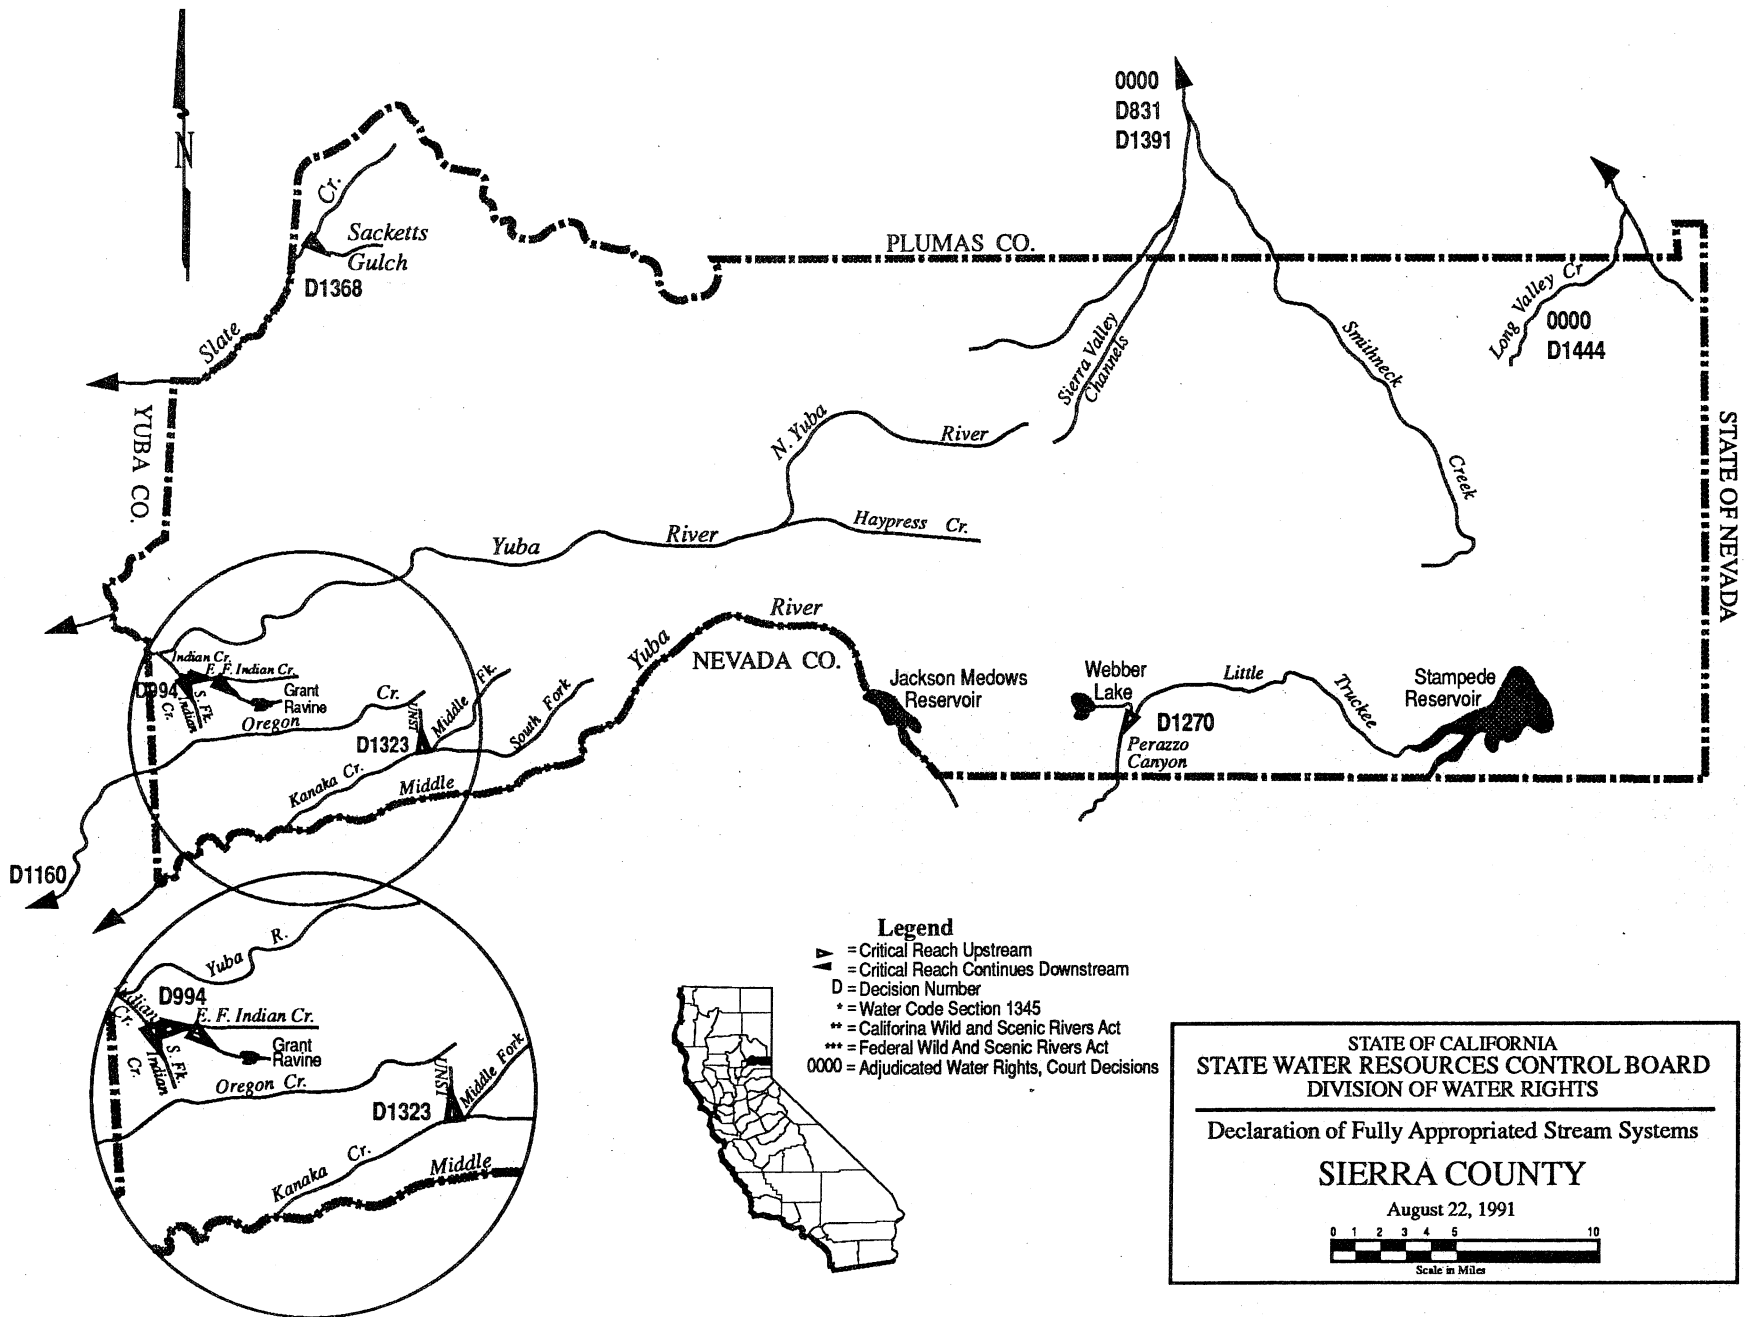 N
0000
D831
D1391
Cr.
Sacketts
Gulch
D1368
Slate
PLUMAS CO.
Long Valley Cr
0000
D1444
Sierra Valley
Channels
Smithneck
Creek
YUBA CO.
STATE OF NEVADA
N. Yuba
River
Haypress Cr.
Yuba
River
River
Yuba
NEVADA CO.
Jackson Medows
Reservoir
Webber
Lake
Little
Truckee
Stampede
Reservoir
D1270
Perazzo
Canyon
Indian Cr.
E. F. Indian Cr.
D994
S. Fk.
Indian
Cr.
Grant
Ravine
Oregon
Cr.
UNST
Middle
Fk.
D1323
South Fork
Kanaka Cr.
Middle
D1160
Yuba R.
Indian
Cr.
D994
E. F. Indian Cr.
S. Fk.
Indian
Cr.
Grant
Ravine
Oregon Cr.
UNST
Middle Fork
D1323
Kanaka Cr.
Middle
Legend
= Critical Reach Upstream
= Critical Reach Continues Downstream
D = Decision Number
* = Water Code Section 1345
** = Califorina Wild and Scenic Rivers Act
*** = Federal Wild And Scenic Rivers Act
0000 = Adjudicated Water Rights, Court Decisions
STATE OF CALIFORNIA
STATE WATER RESOURCES CONTROL BOARD
DIVISION OF WATER RIGHTS
Declaration of Fully Appropriated Stream Systems
SIERRA COUNTY
August 22, 1991
0 1 2 3 4 5 10
Scale in Miles